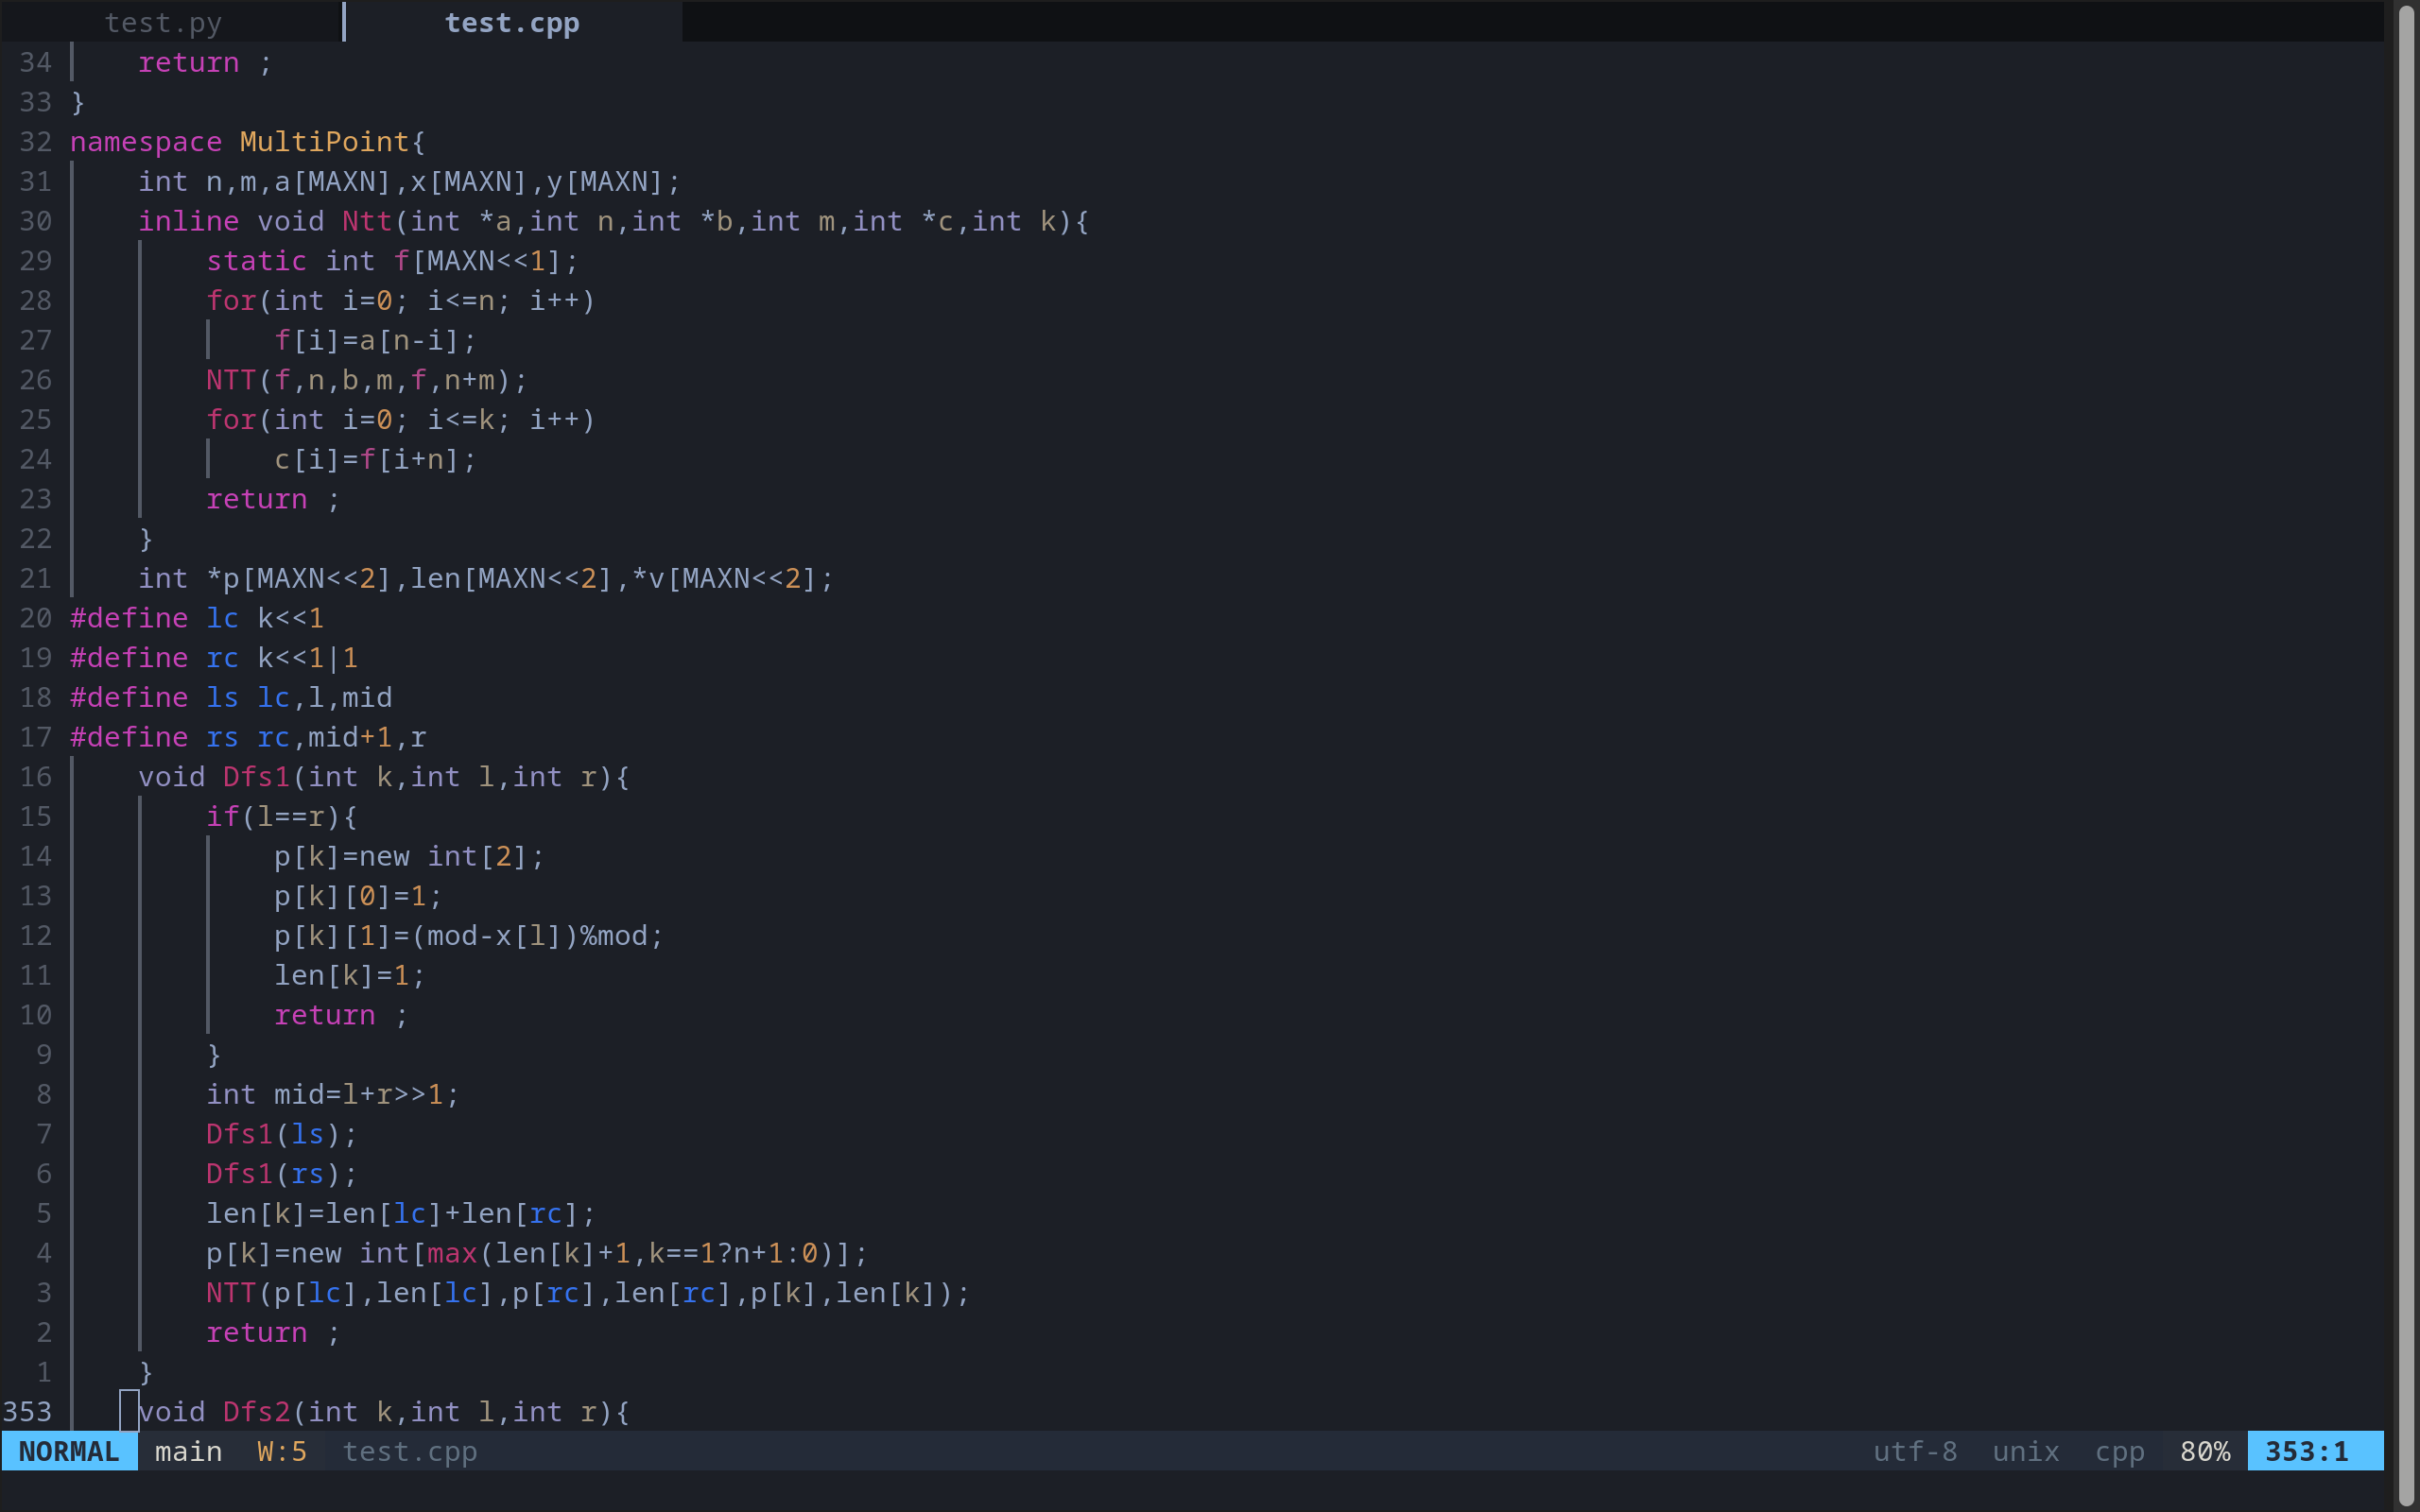 test.py test.cpp
34     return ;
33 }
32 namespace MultiPoint{
31     int n,m,a[MAXN],x[MAXN],y[MAXN];
30     inline void Ntt(int *a,int n,int *b,int m,int *c,int k){
29         static int f[MAXN<<1];
28         for(int i=0; i<=n; i++)
27             f[i]=a[n-i];
26         NTT(f,n,b,m,f,n+m);
25         for(int i=0; i<=k; i++)
24             c[i]=f[i+n];
23         return ;
22     }
21     int *p[MAXN<<2],len[MAXN<<2],*v[MAXN<<2];
20 #define lc k<<1
19 #define rc k<<1|1
18 #define ls lc,l,mid
17 #define rs rc,mid+1,r
16     void Dfs1(int k,int l,int r){
15         if(l==r){
14             p[k]=new int[2];
13             p[k][0]=1;
12             p[k][1]=(mod-x[l])%mod;
11             len[k]=1;
10             return ;
9         }
8         int mid=l+r>>1;
7         Dfs1(ls);
6         Dfs1(rs);
5         len[k]=len[lc]+len[rc];
4         p[k]=new int[max(len[k]+1,k==1?n+1:0)];
3         NTT(p[lc],len[lc],p[rc],len[rc],p[k],len[k]);
2         return ;
1     }
353     void Dfs2(int k,int l,int r){
NORMAL main W:5 test.cpp utf-8 unix cpp 80% 353:1